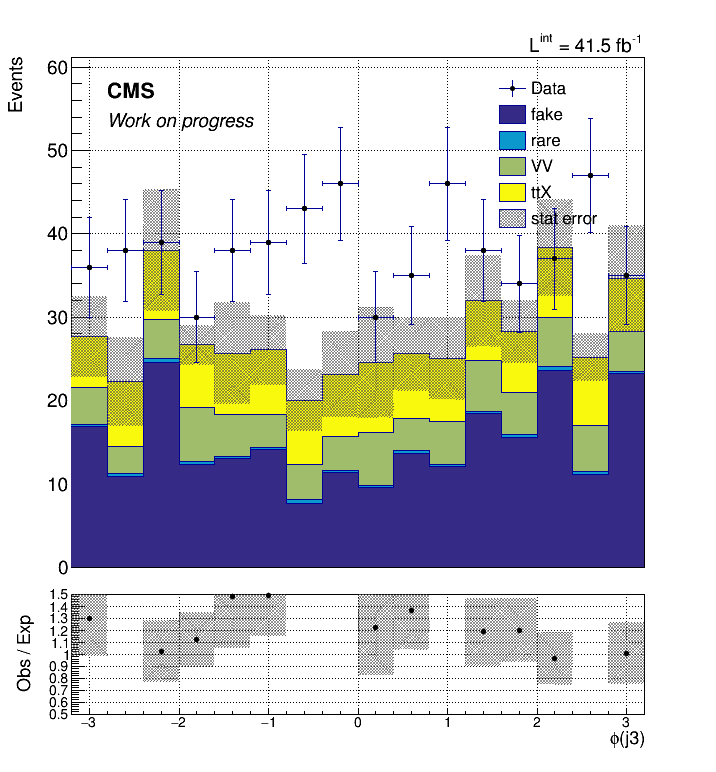 L^int = 41.5 fb^-1
Events
60
50
40
30
20
10
0
CMS
Work on progress
Data
fake
rare
VV
ttX
stat error
Obs / Exp
1.5
1.4
1.3
1.2
1.1
1
0.9
0.8
0.7
0.6
0.5
−3
−2
−1
0
1
2
3
ϕ(j3)